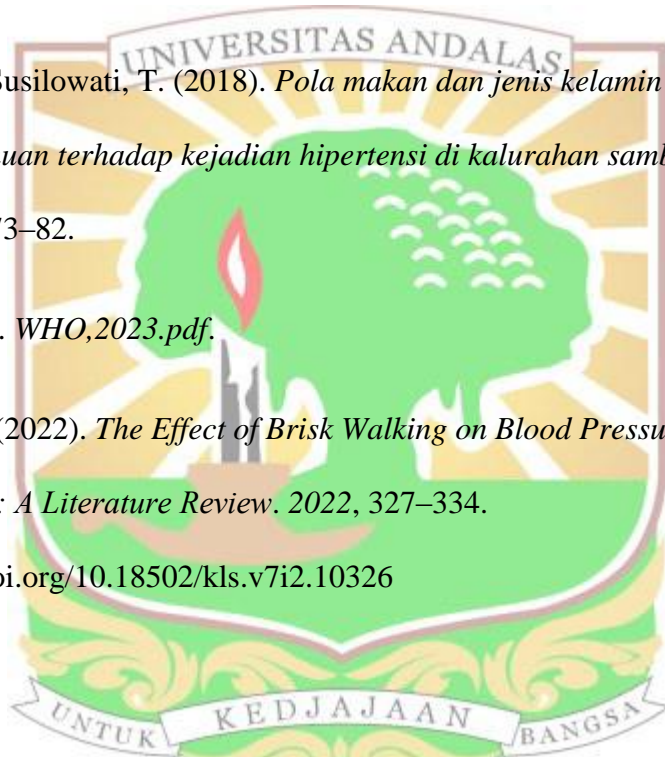 UNIVERSITAS ANDALAS
Susilowati, T. (2018). Pola makan dan jenis kelamin
uan terhadap kejadian hipertensi di kalurahan samb
73–82.
. WHO,2023.pdf.
(2022). The Effect of Brisk Walking on Blood Pressu
: A Literature Review. 2022, 327–334.
oi.org/10.18502/kls.v7i2.10326
UNTUK KEDJAJAAN BANGSA